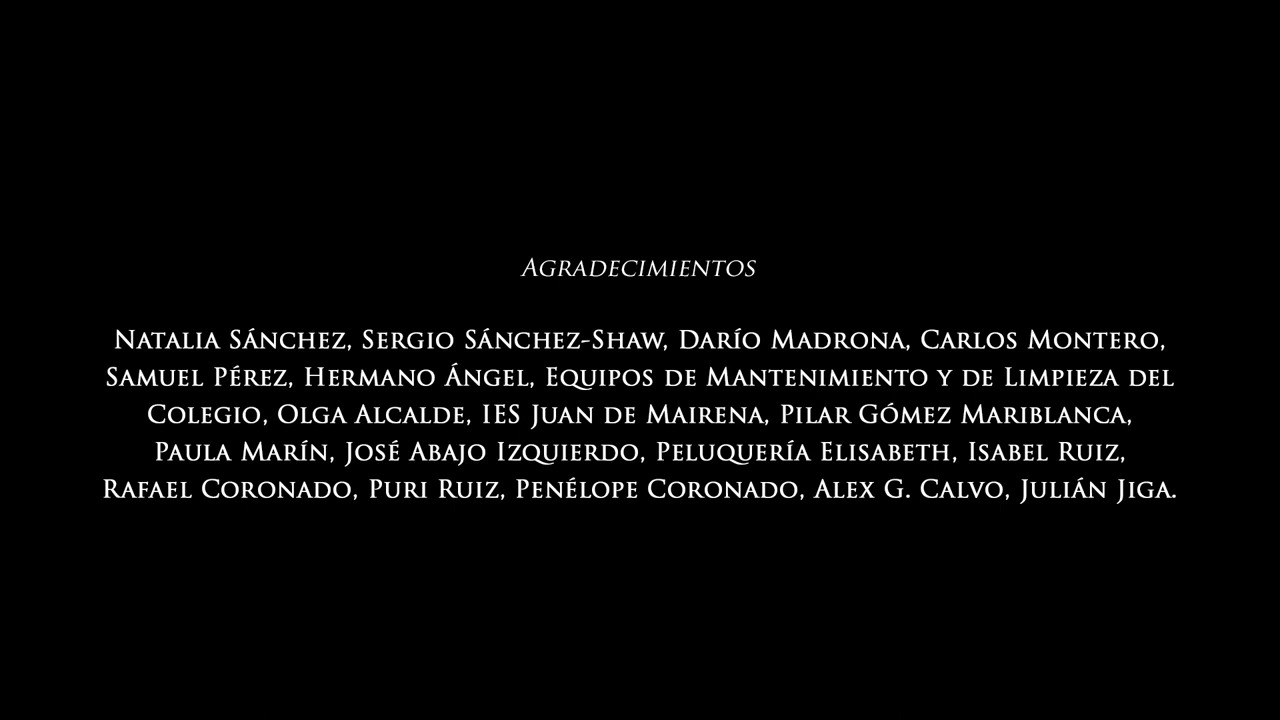 Agradecimientos
Natalia Sánchez, Sergio Sánchez-Shaw, Darío Madrona, Carlos Montero,
Samuel Pérez, Hermano Ángel, Equipos de Mantenimiento y de Limpieza del
Colegio, Olga Alcalde, IES Juan de Mairena, Pilar Gómez Mariblanca,
Paula Marín, José Abajo Izquierdo, Peluquería Elisabeth, Isabel Ruiz,
Rafael Coronado, Puri Ruiz, Penélope Coronado, Alex G. Calvo, Julián Jiga.